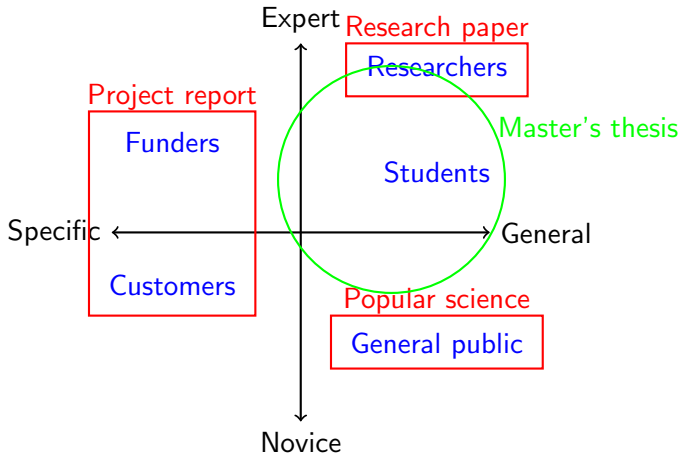 Expert
Research paper
Researchers
Project report
Funders
Master's thesis
Students
Specific
General
Customers
Popular science
General public
Novice